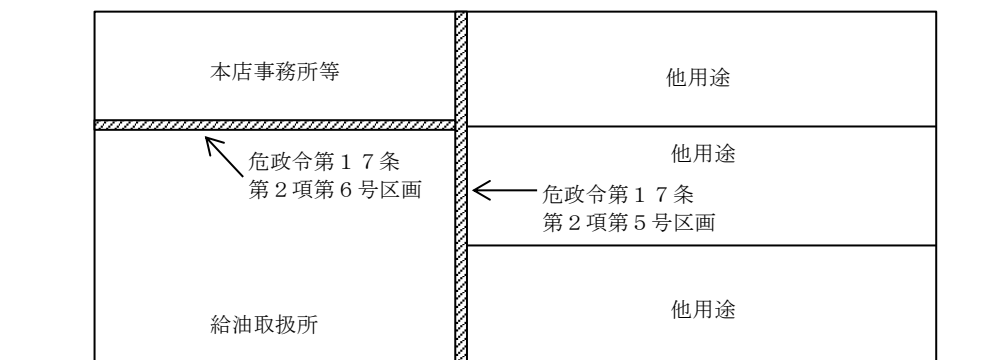 本店事務所等
他用途
危政令第１７条
第２項第６号区画
他用途
危政令第１７条
第２項第５号区画
給油取扱所
他用途